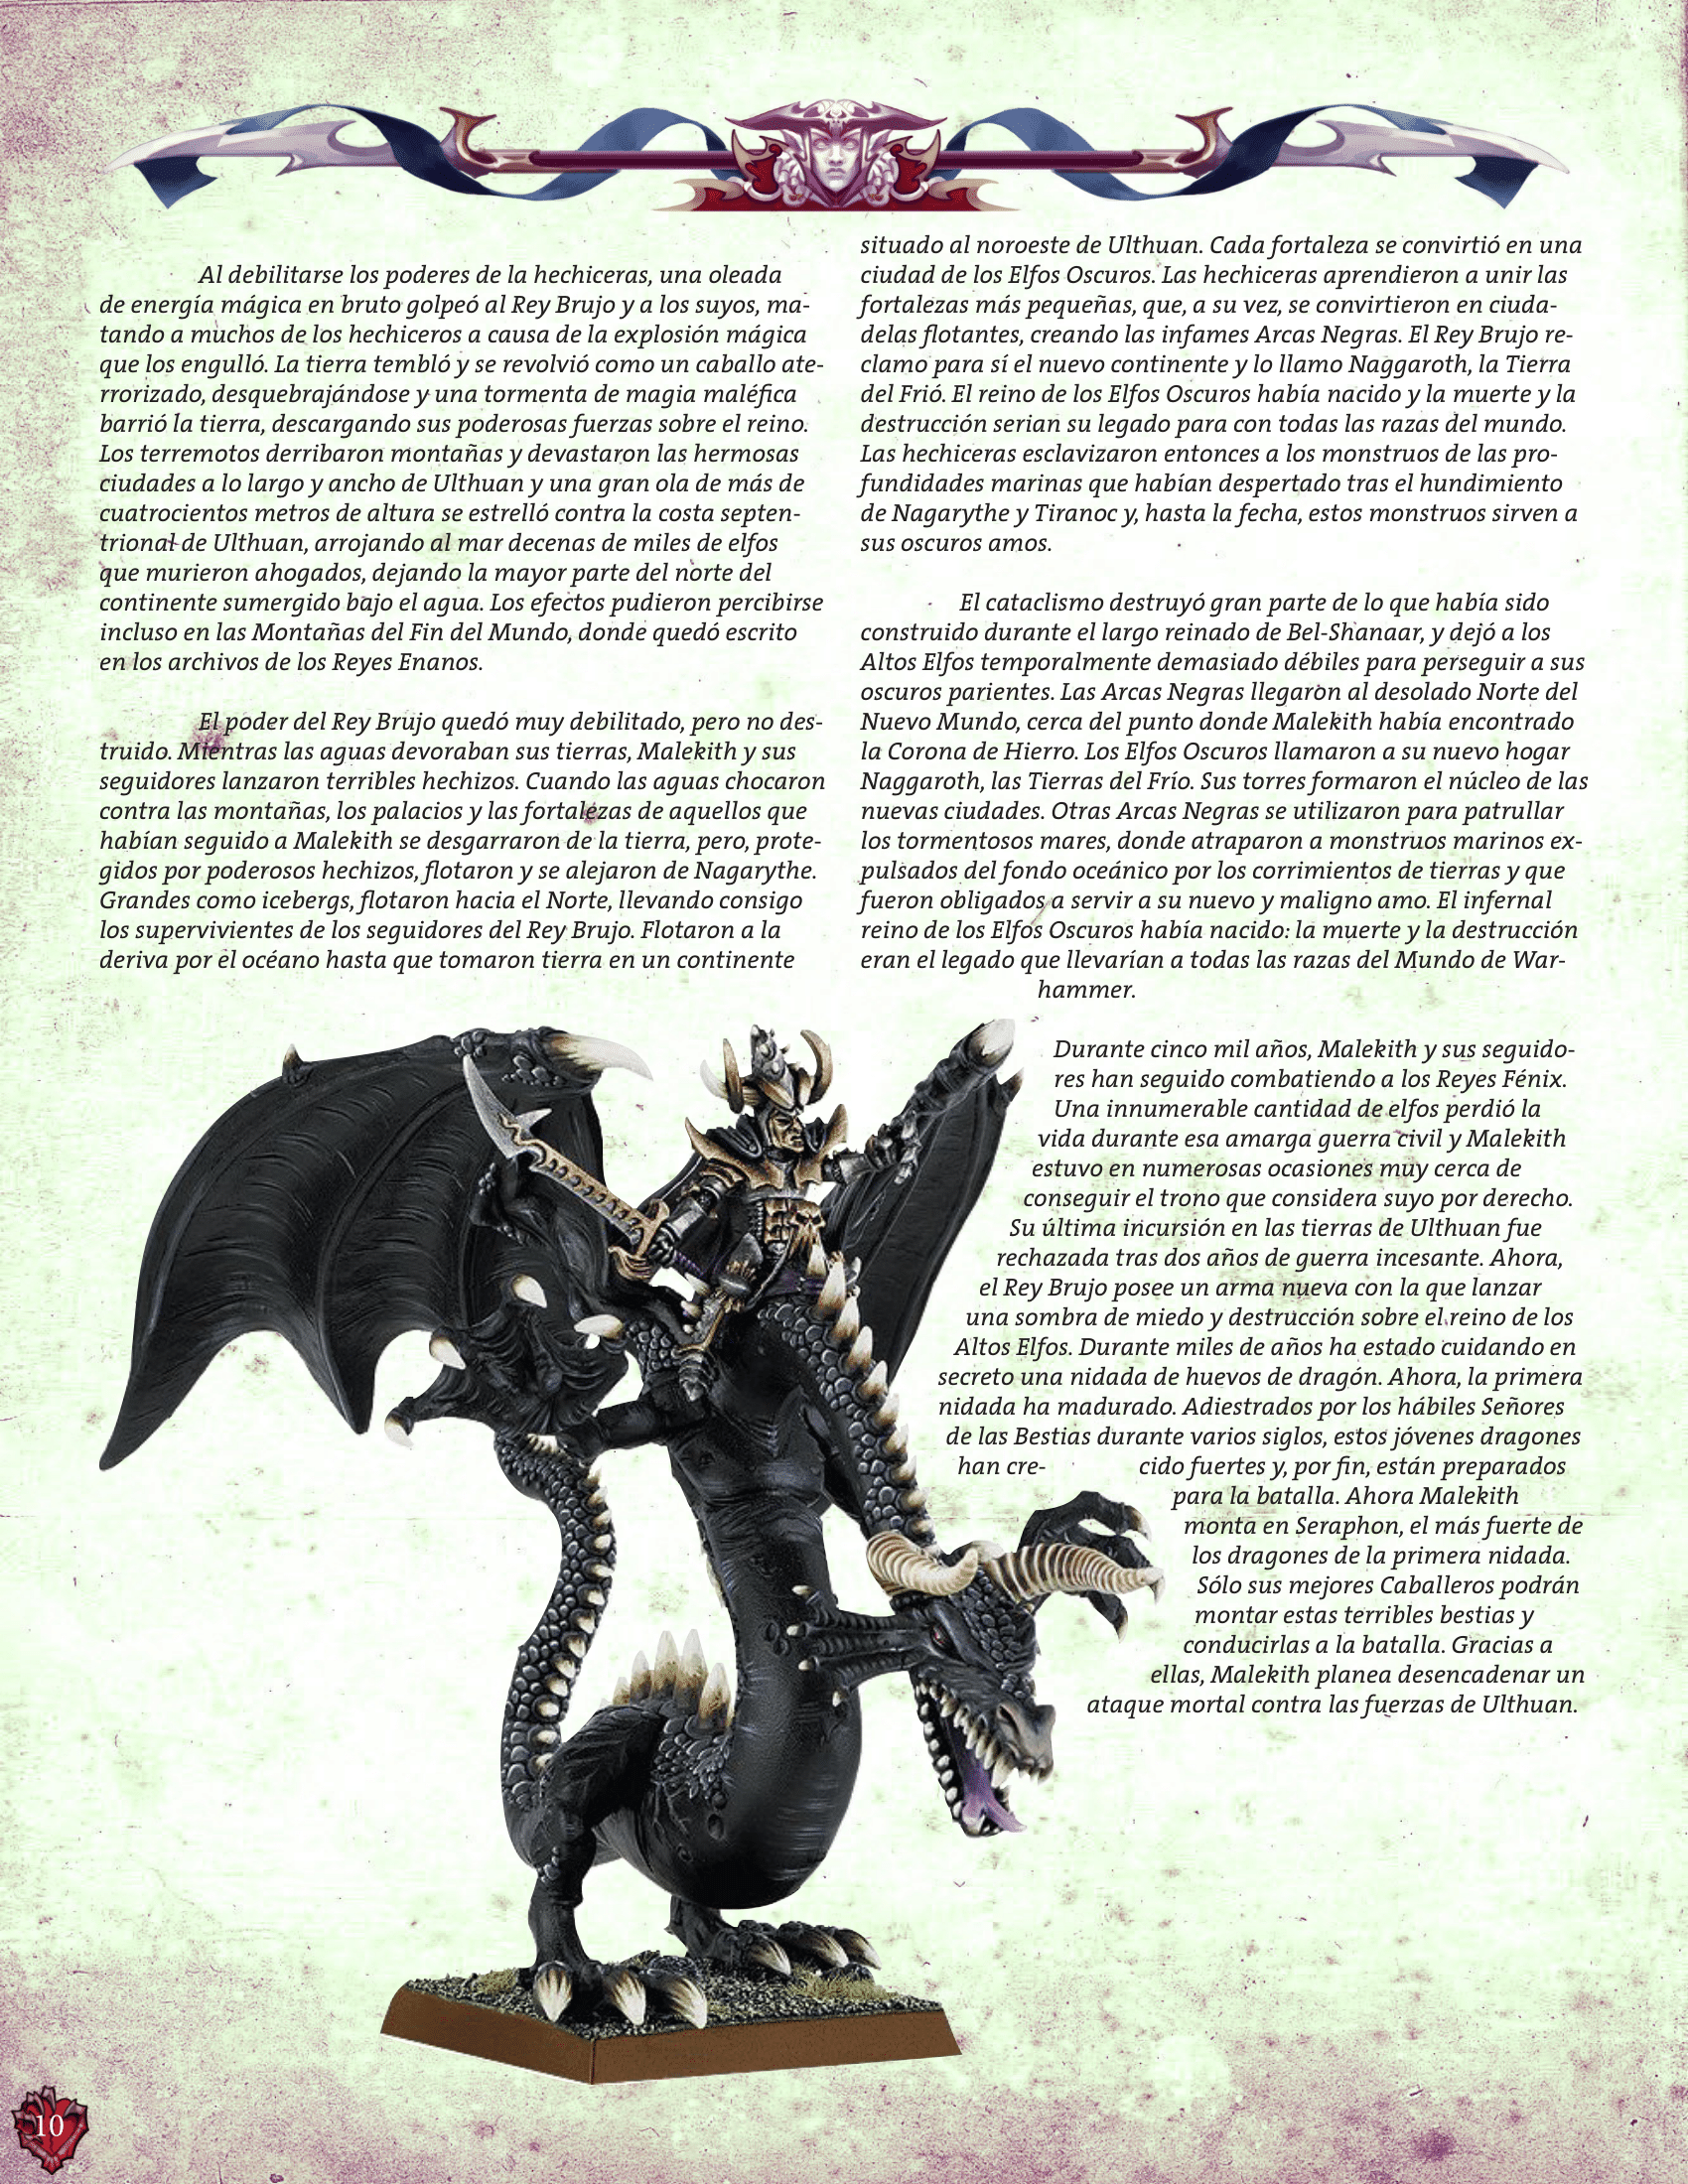 Al debilitarse los poderes de la hechiceras, una oleada
de energía mágica en bruto golpeó al Rey Brujo y a los suyos, ma-
tando a muchos de los hechiceros a causa de la explosión mágica
que los engulló. La tierra tembló y se revolvió como un caballo ate-
rrorizado, desquebrajándose y una tormenta de magia maléfica
barrió la tierra, descargando sus poderosas fuerzas sobre el reino.
Los terremotos derribaron montañas y devastaron las hermosas
ciudades a lo largo y ancho de Ulthuan y una gran ola de más de
cuatrocientos metros de altura se estrelló contra la costa septen-
trional de Ulthuan, arrojando al mar decenas de miles de elfos
que murieron ahogados, dejando la mayor parte del norte del
continente sumergido bajo el agua. Los efectos pudieron percibirse
incluso en las Montañas del Fin del Mundo, donde quedó escrito
en los archivos de los Reyes Enanos.
El poder del Rey Brujo quedó muy debilitado, pero no des-
truido. Mientras las aguas devoraban sus tierras, Malekith y sus
seguidores lanzaron terribles hechizos. Cuando las aguas chocaron
contra las montañas, los palacios y las fortalezas de aquellos que
habían seguido a Malekith se desgarraron de la tierra, pero, prote-
gidos por poderosos hechizos, flotaron y se alejaron de Nagarythe.
Grandes como icebergs, flotaron hacia el Norte, llevando consigo
los supervivientes de los seguidores del Rey Brujo. Flotaron a la
deriva por el océano hasta que tomaron tierra en un continente
situado al noroeste de Ulthuan. Cada fortaleza se convirtió en una
ciudad de los Elfos Oscuros. Las hechiceras aprendieron a unir las
fortalezas más pequeñas, que, a su vez, se convirtieron en ciuda-
delas flotantes, creando las infames Arcas Negras. El Rey Brujo re-
clamo para sí el nuevo continente y lo llamo Naggaroth, la Tierra
del Frió. El reino de los Elfos Oscuros había nacido y la muerte y la
destrucción serian su legado para con todas las razas del mundo.
Las hechiceras esclavizaron entonces a los monstruos de las pro-
fundidades marinas que habían despertado tras el hundimiento
de Nagarythe y Tiranoc y, hasta la fecha, estos monstruos sirven a
sus oscuros amos.
El cataclismo destruyó gran parte de lo que había sido
construido durante el largo reinado de Bel-Shanaar, y dejó a los
Altos Elfos temporalmente demasiado débiles para perseguir a sus
oscuros parientes. Las Arcas Negras llegaron al desolado Norte del
Nuevo Mundo, cerca del punto donde Malekith había encontrado
la Corona de Hierro. Los Elfos Oscuros llamaron a su nuevo hogar
Naggaroth, las Tierras del Frío. Sus torres formaron el núcleo de las
nuevas ciudades. Otras Arcas Negras se utilizaron para patrullar
los tormentosos mares, donde atraparon a monstruos marinos ex-
pulsados del fondo oceánico por los corrimientos de tierras y que
fueron obligados a servir a su nuevo y maligno amo. El infernal
reino de los Elfos Oscuros había nacido: la muerte y la destrucción
eran el legado que llevarían a todas las razas del Mundo de War-
hammer.
Durante cinco mil años, Malekith y sus seguido-
res han seguido combatiendo a los Reyes Fénix.
Una innumerable cantidad de elfos perdió la
vida durante esa amarga guerra civil y Malekith
estuvo en numerosas ocasiones muy cerca de
conseguir el trono que considera suyo por derecho.
Su última incursión en las tierras de Ulthuan fue
rechazada tras dos años de guerra incesante. Ahora,
el Rey Brujo posee un arma nueva con la que lanzar
una sombra de miedo y destrucción sobre el reino de los
Altos Elfos. Durante miles de años ha estado cuidando en
secreto una nidada de huevos de dragón. Ahora, la primera
nidada ha madurado. Adiestrados por los hábiles Señores
de las Bestias durante varios siglos, estos jóvenes dragones
han cre- cido fuertes y, por fin, están preparados
para la batalla. Ahora Malekith
monta en Seraphon, el más fuerte de
los dragones de la primera nidada.
Sólo sus mejores Caballeros podrán
montar estas terribles bestias y
conducirlas a la batalla. Gracias a
ellas, Malekith planea desencadenar un
ataque mortal contra las fuerzas de Ulthuan.
10